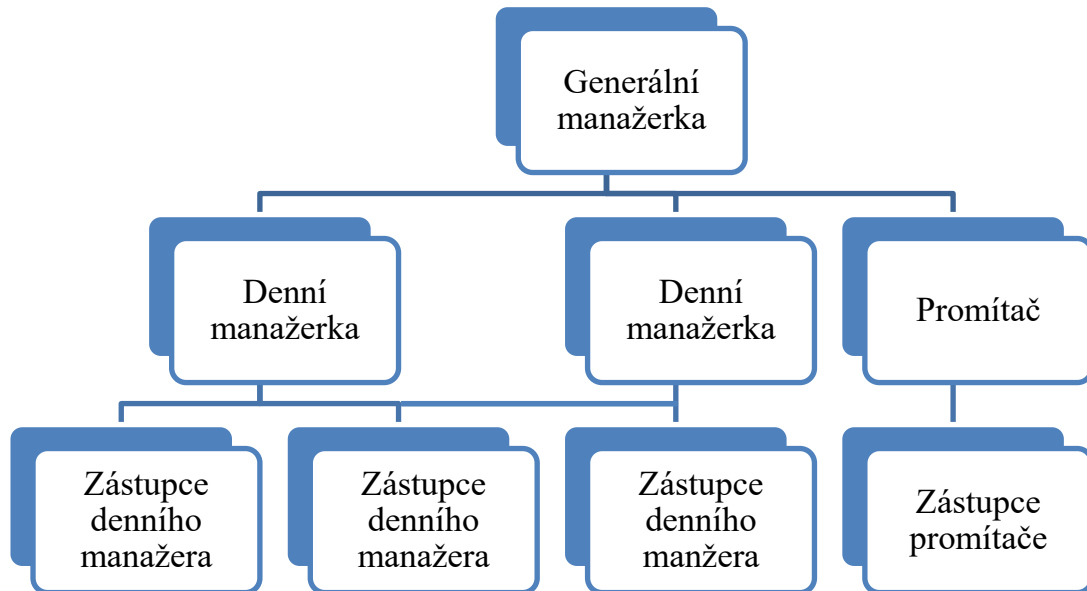 Generální
manažerka
Denní
manažerka
Denní
manažerka
Promítač
Zástupce
denního
manažera
Zástupce
denního
manažera
Zástupce
denního
manžera
Zástupce
promítače